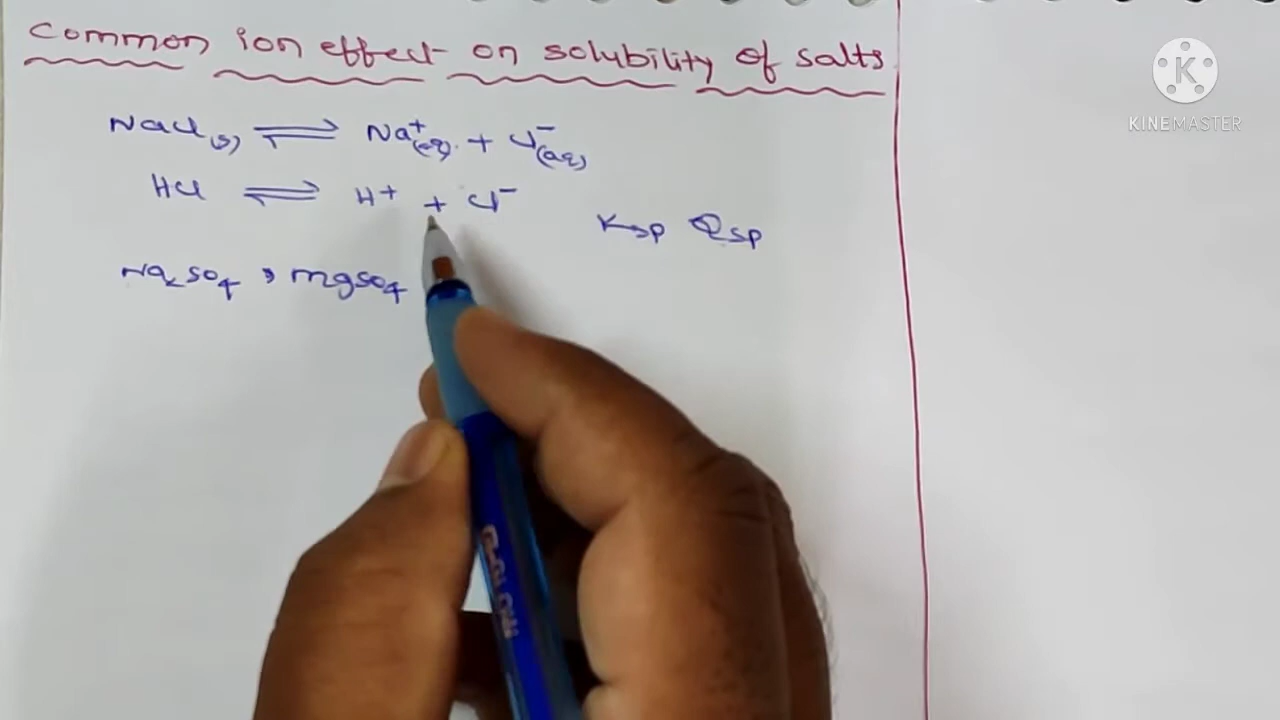 Common ion effect on solubility of salts
NaCl(s) ⇌ Na⁺(aq) + Cl⁻(aq)
HCl ⇌ H⁺ + Cl⁻
Ksp Qsp
Na₂SO₄, MgSO₄
K
KINEMASTER